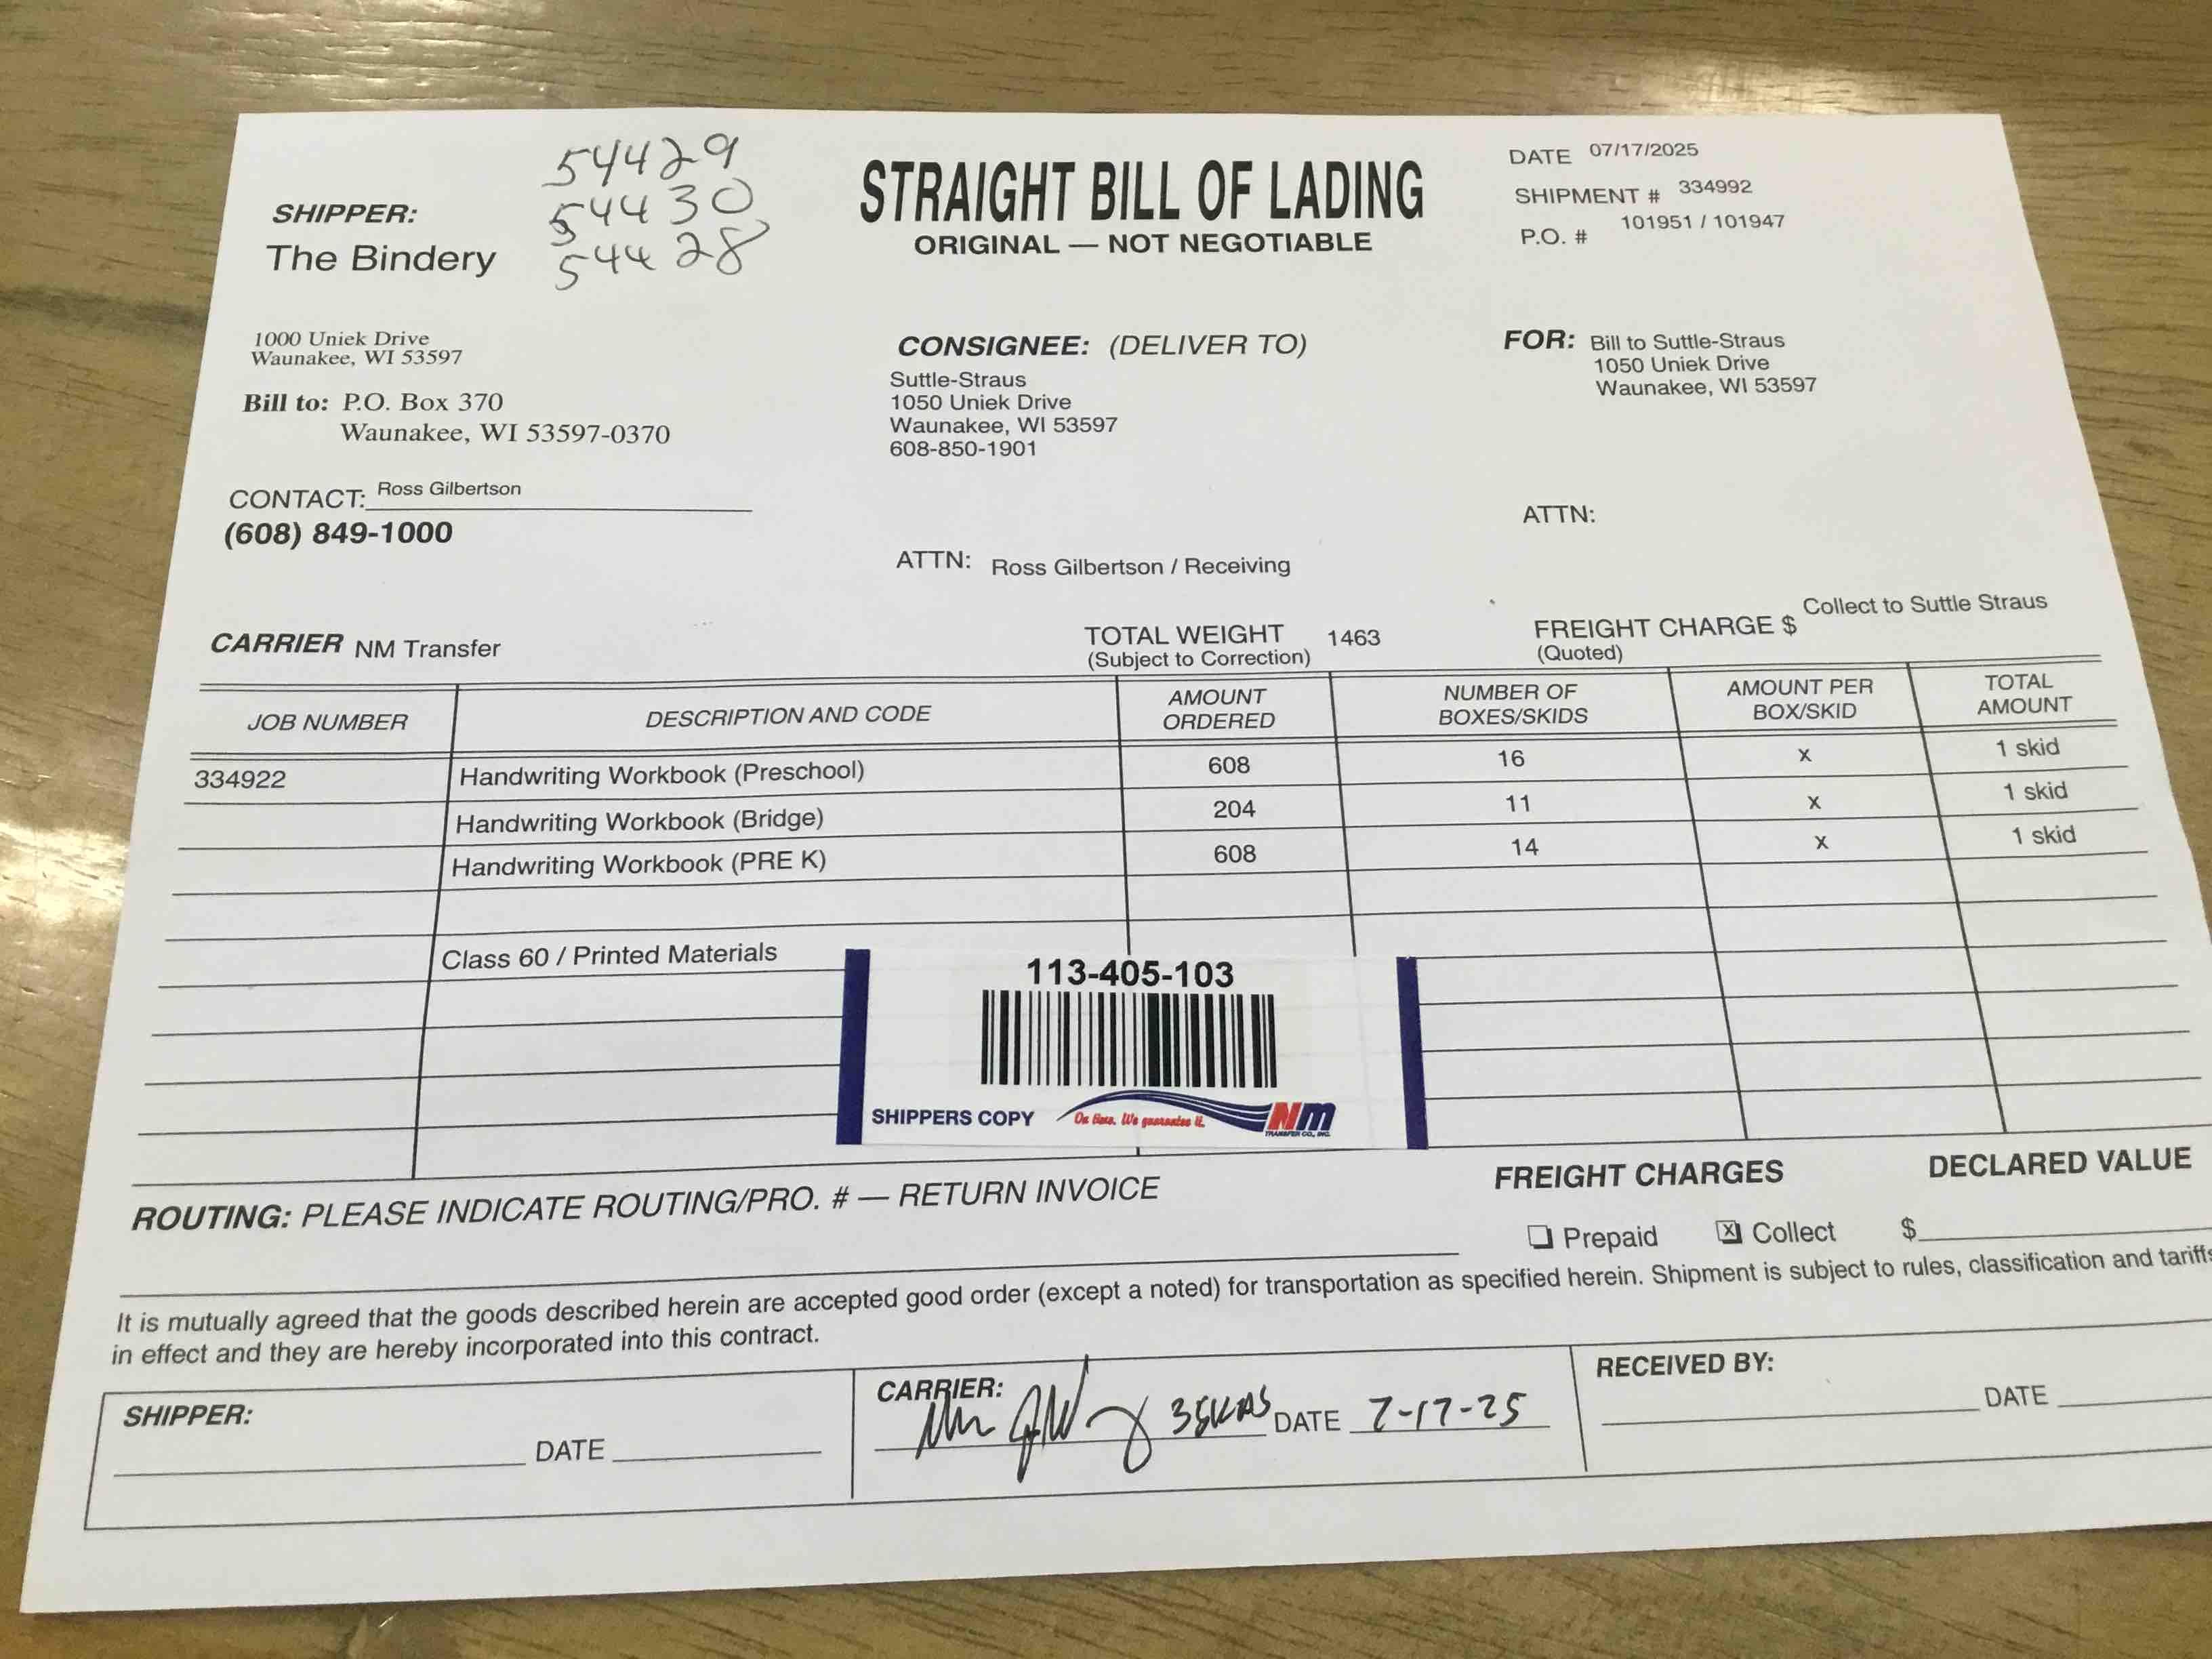 54429
54430
54428
SHIPPER:
The Bindery
1000 Uniek Drive
Waunakee, WI 53597
Bill to: P.O. Box 370
Waunakee, WI 53597-0370
CONTACT: Ross Gilbertson
(608) 849-1000
STRAIGHT BILL OF LADING
ORIGINAL — NOT NEGOTIABLE
DATE 07/17/2025
SHIPMENT # 334992
P.O. # 101951 / 101947
CONSIGNEE: (DELIVER TO)
Suttle-Straus
1050 Uniek Drive
Waunakee, WI 53597
608-850-1901
ATTN: Ross Gilbertson / Receiving
FOR: Bill to Suttle-Straus
1050 Uniek Drive
Waunakee, WI 53597
ATTN:
CARRIER NM Transfer
TOTAL WEIGHT 1463
(Subject to Correction)
FREIGHT CHARGE $ Collect to Suttle Straus
(Quoted)
JOB NUMBER DESCRIPTION AND CODE AMOUNT ORDERED NUMBER OF BOXES/SKIDS AMOUNT PER BOX/SKID TOTAL AMOUNT
334922 Handwriting Workbook (Preschool) 608 16 x 1 skid
Handwriting Workbook (Bridge) 204 11 x 1 skid
Handwriting Workbook (PRE K) 608 14 x 1 skid
Class 60 / Printed Materials
113-405-103
SHIPPERS COPY On time. We guarantee it. NM
TRANSFER CO., INC.
ROUTING: PLEASE INDICATE ROUTING/PRO. # — RETURN INVOICE
FREIGHT CHARGES
DECLARED VALUE
Prepaid X Collect $
It is mutually agreed that the goods described herein are accepted good order (except a noted) for transportation as specified herein. Shipment is subject to rules, classification and tariffs
in effect and they are hereby incorporated into this contract.
SHIPPER:
DATE
CARRIER:
DATE 7-17-25
RECEIVED BY:
DATE